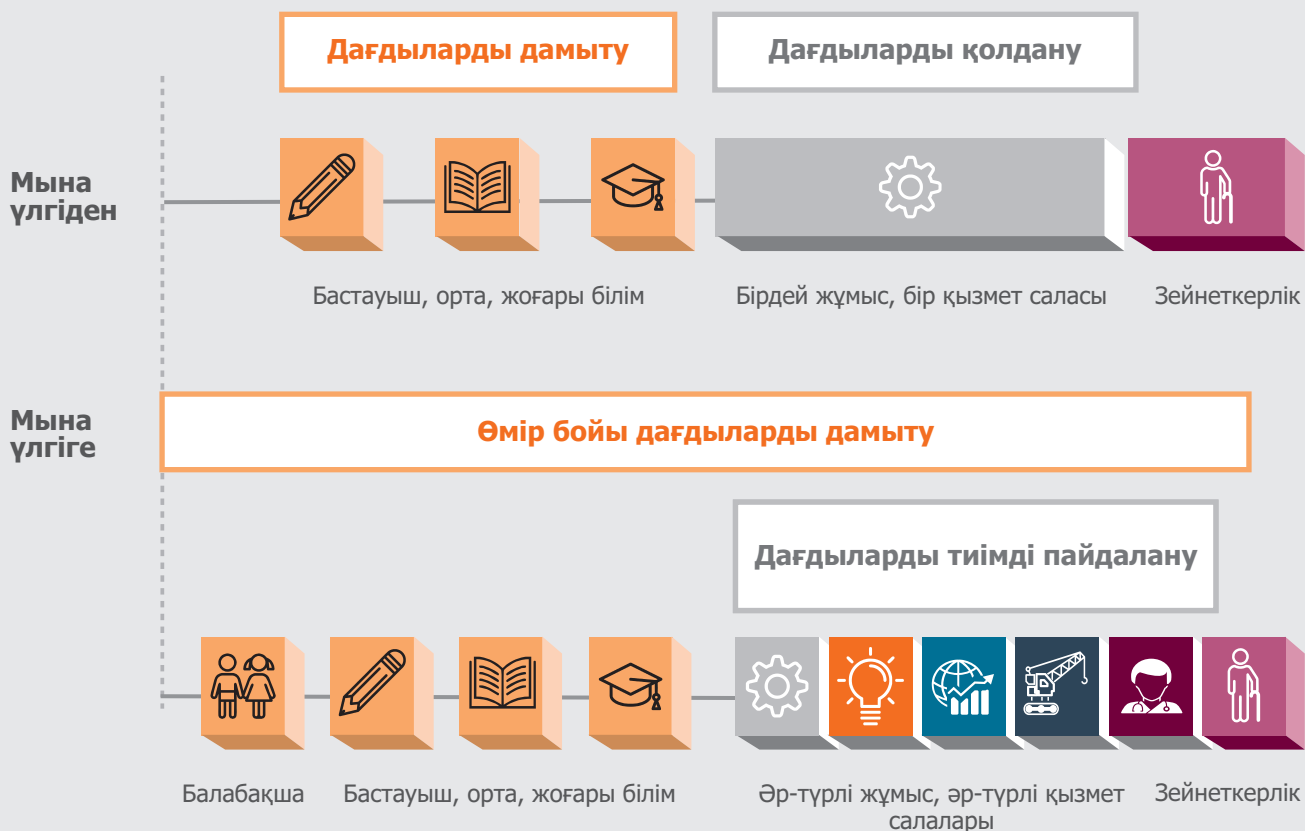 Дағдыларды дамыту
Дағдыларды қолдану
Мына
үлгіден
Бастауыш, орта, жоғары білім
Бірдей жұмыс, бір қызмет саласы
Зейнеткерлік
Мына
үлгіге
Өмір бойы дағдыларды дамыту
Дағдыларды тиімді пайдалану
Балабақша
Бастауыш, орта, жоғары білім
Әр-түрлі жұмыс, әр-түрлі қызмет
салалары
Зейнеткерлік